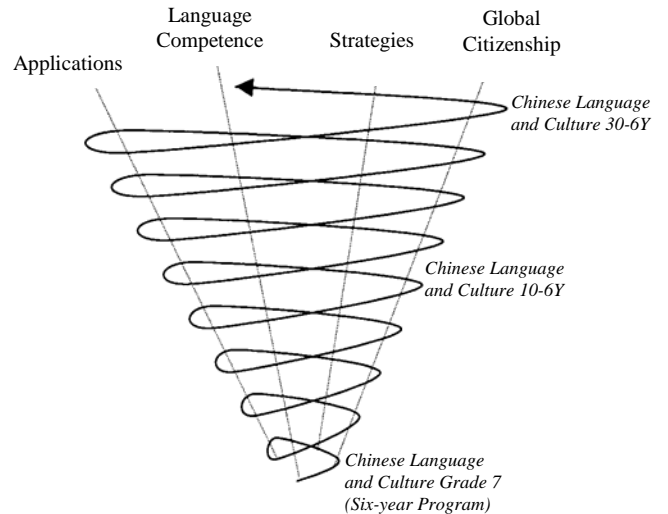 Applications
Language
Competence
Strategies
Global
Citizenship
Chinese Language
and Culture 30-6Y
Chinese Language
and Culture 10-6Y
Chinese Language
and Culture Grade 7
(Six-year Program)